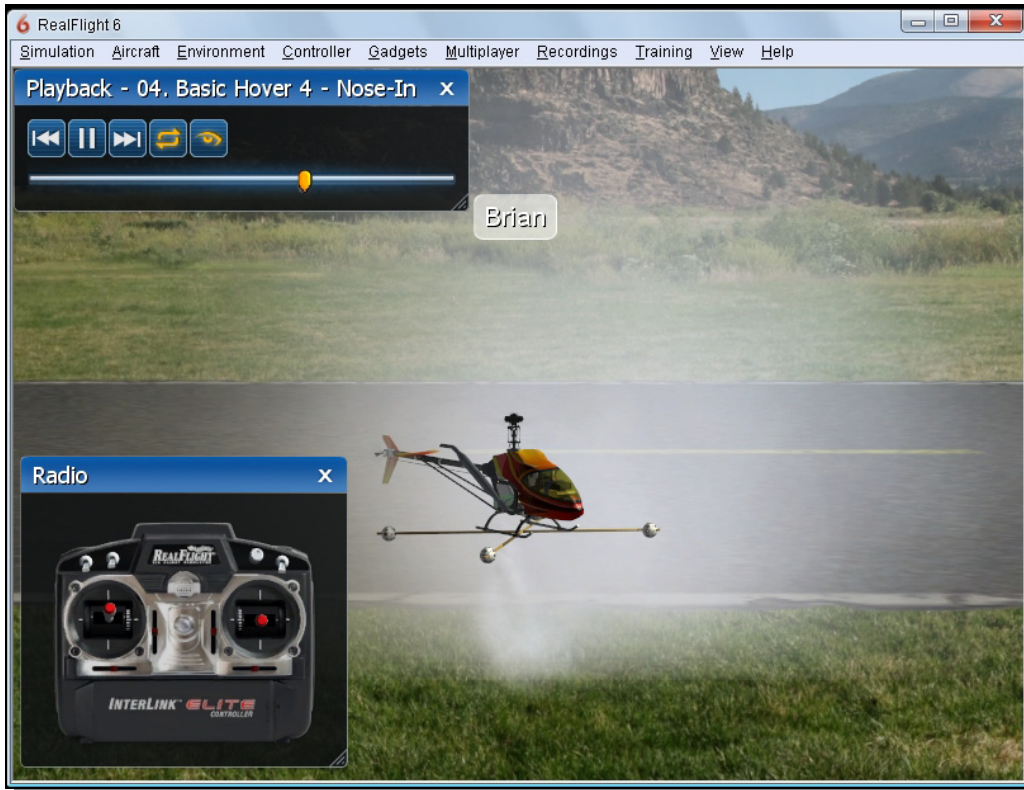 RealFlight 6
Simulation Aircraft Environment Controller Gadgets Multiplayer Recordings Training View Help
Playback - 04. Basic Hover 4 - Nose-In
Brian
Radio
REALFLIGHT
INTERLINK ELITE
CONTROLLER